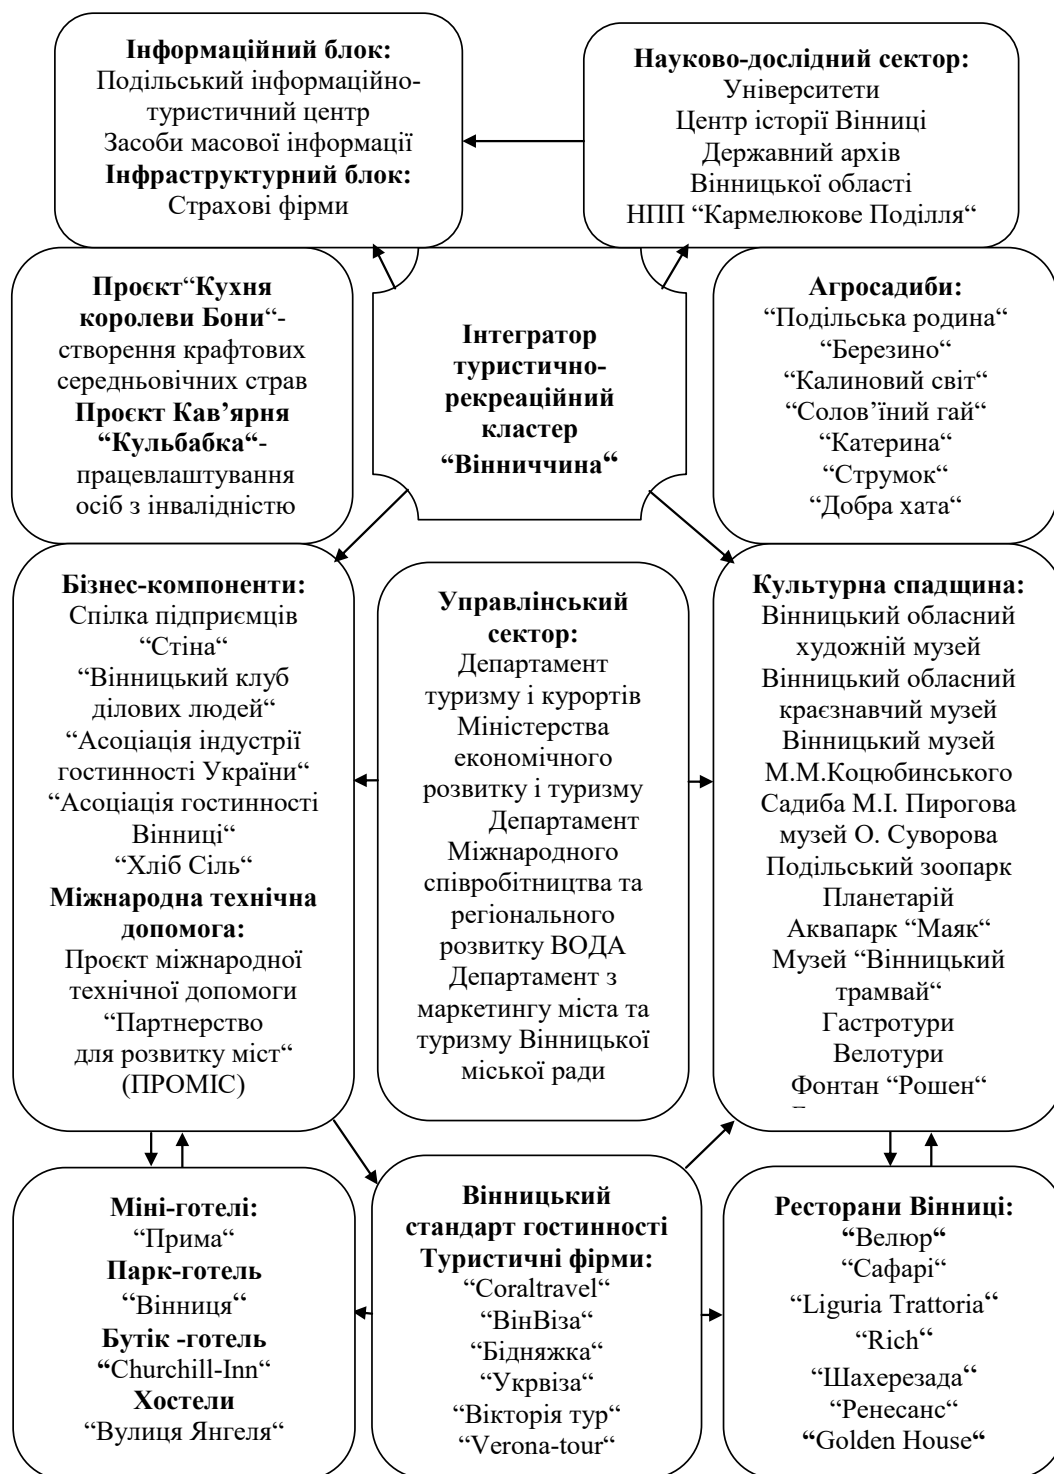 Інформаційний блок:
Подільський інформаційно-
туристичний центр
Засоби масової інформації
Інфраструктурний блок:
Страхові фірми
Науково-дослідний сектор:
Університети
Центр історії Вінниці
Державний архів
Вінницької області
НПП “Кармелюкове Поділля“
Проєкт“Кухня
королеви Бони“-
створення крафтових
середньовічних страв
Проєкт Кав’ярня
“Кульбабка“-
працевлаштування
осіб з інвалідністю
Інтегратор
туристично-
рекреаційний
кластер
“Вінниччина“
Агросадиби:
“Подільська родина“
“Березино“
“Калиновий світ“
“Солов’їний гай“
“Катерина“
“Струмок“
“Добра хата“
Бізнес-компоненти:
Спілка підприємців
“Стіна“
“Вінницький клуб
ділових людей“
“Асоціація індустрії
гостинності України“
“Асоціація гостинності
Вінниці“
“Хліб Сіль“
Міжнародна технічна
допомога:
Проєкт міжнародної
технічної допомоги
“Партнерство
для розвитку міст“
(ПРОМІС)
Управлінський
сектор:
Департамент
туризму і курортів
Міністерства
економічного
розвитку і туризму
Департамент
Міжнародного
співробітництва та
регіонального
розвитку ВОДА
Департамент з
маркетингу міста та
туризму Вінницької
міської ради
Культурна спадщина:
Вінницький обласний
художній музей
Вінницький обласний
краєзнавчий музей
Вінницький музей
М.М.Коцюбинського
Садиба М.І. Пирогова
музей О. Суворова
Подільський зоопарк
Планетарій
Аквапарк “Маяк“
Музей “Вінницький
трамвай“
Гастротури
Велотури
Фонтан “Рошен“
Міні-готелі:
“Прима“
Парк-готель
“Вінниця“
Бутік -готель
“Churchill-Inn“
Хостели
“Вулиця Янгеля“
Вінницький
стандарт гостинності
Туристичні фірми:
“Coraltravel“
“ВінВіза“
“Бідняжка“
“Укрвіза“
“Вікторія тур“
“Verona-tour“
Ресторани Вінниці:
“Велюр“
“Сафарі“
“Liguria Trattoria“
“Rich“
“Шахерезада“
“Ренесанс“
“Golden House“